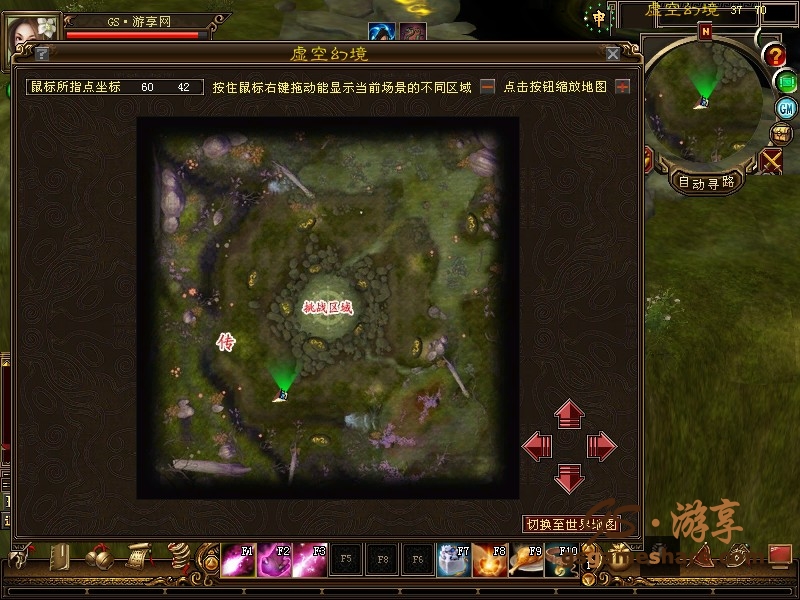 GS·游享网
申
虚空幻境 37 70
虚空幻境
N
?
鼠标所指点坐标 60 42 按住鼠标右键拖动能显示当前场景的不同区域 点击按钮缩放地图
GM
自动寻路
挑战区域
传
切换至世界地图
GS·游享
F1 F2 F3 F5 F8 F6 F7 F8 F9 F10